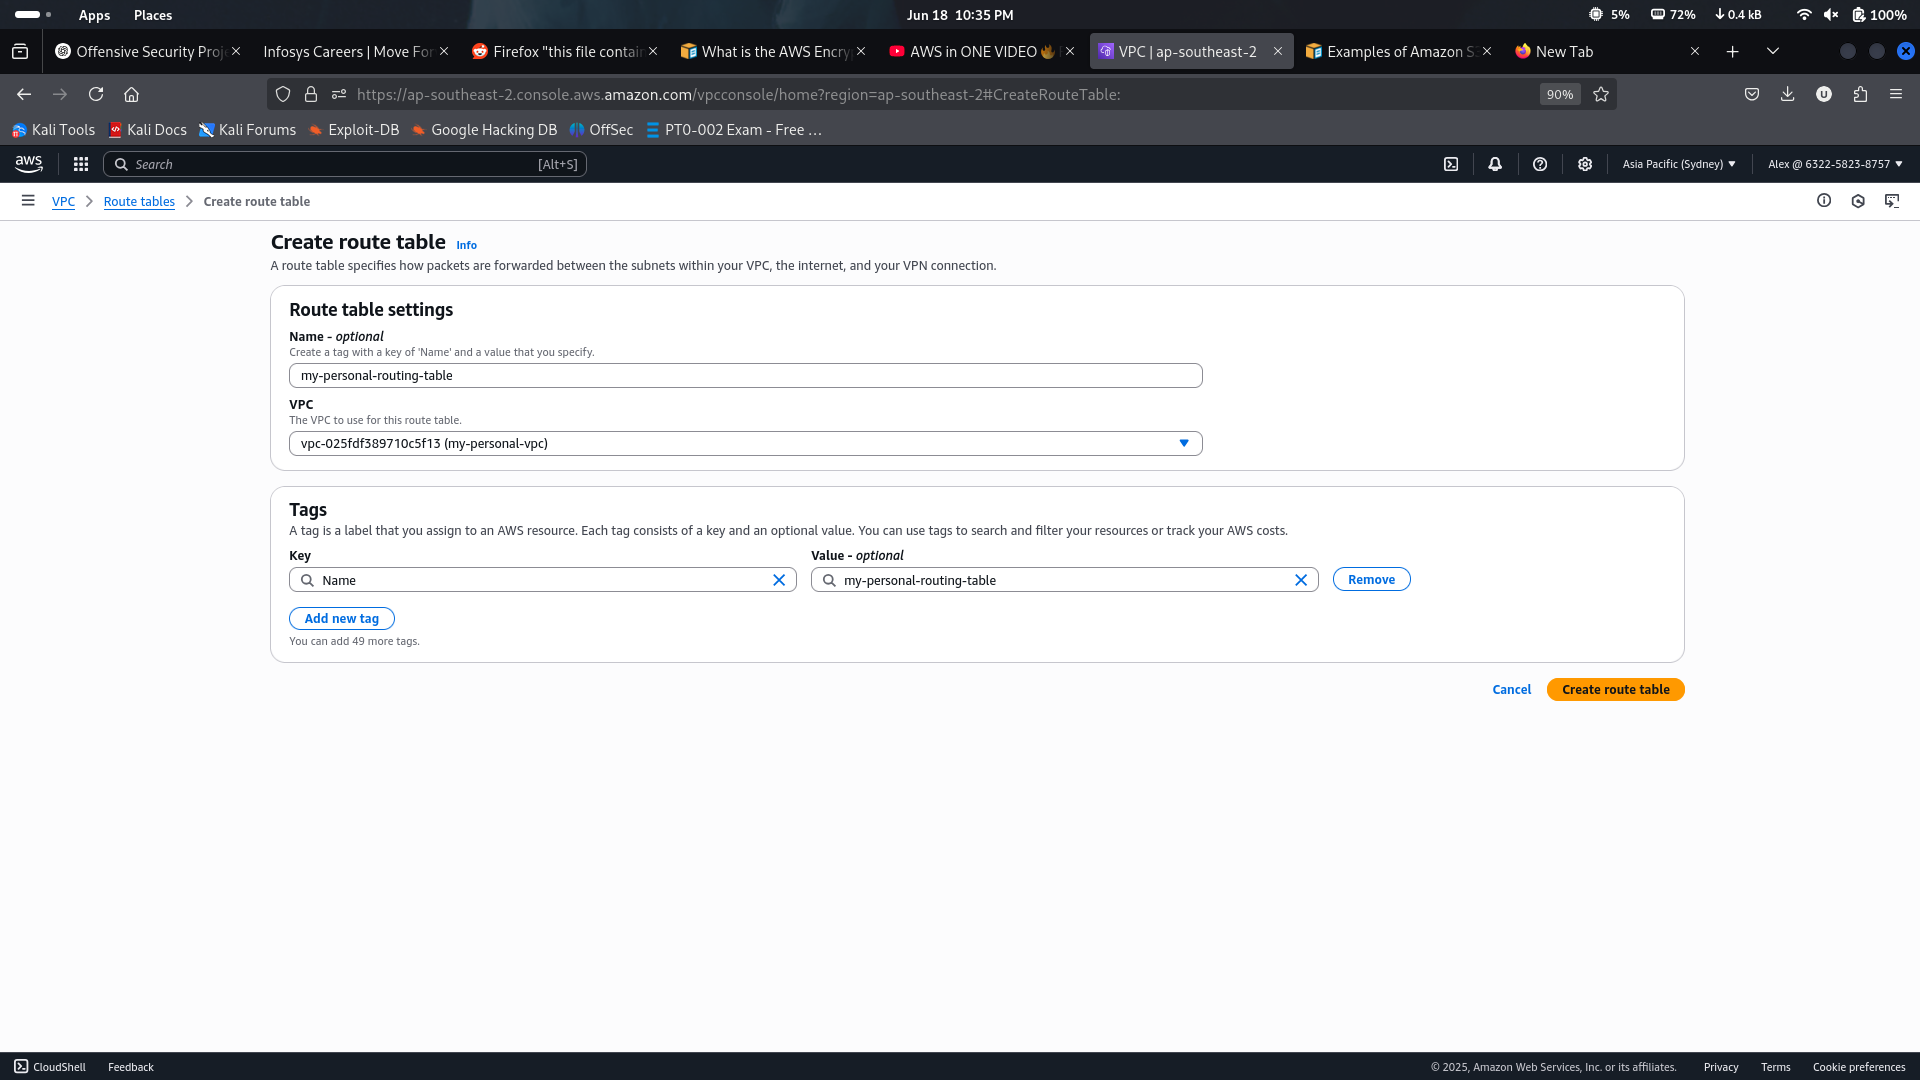 Apps Places Jun 18 10:35 PM 5% 72% 0.4 kB 100%
Offensive Security Proj Infosys Careers | Move For Firefox "this file contai What is the AWS Encry AWS in ONE VIDEO VPC | ap-southeast-2 Examples of Amazon S New Tab
https://ap-southeast-2.console.aws.amazon.com/vpcconsole/home?region=ap-southeast-2#CreateRouteTable: 90% U
Kali Tools Kali Docs Kali Forums Exploit-DB Google Hacking DB OffSec PT0-002 Exam - Free …
aws Search [Alt+S] Asia Pacific (Sydney) Alex @ 6322-5823-8757
VPC Route tables Create route table
Create route table Info
A route table specifies how packets are forwarded between the subnets within your VPC, the internet, and your VPN connection.
Route table settings
Name - optional
Create a tag with a key of 'Name' and a value that you specify.
my-personal-routing-table
VPC
The VPC to use for this route table.
vpc-025fdf389710c5f13 (my-personal-vpc)
Tags
A tag is a label that you assign to an AWS resource. Each tag consists of a key and an optional value. You can use tags to search and filter your resources or track your AWS costs.
Key Value - optional
Name my-personal-routing-table Remove
Add new tag
You can add 49 more tags.
Cancel Create route table
CloudShell Feedback © 2025, Amazon Web Services, Inc. or its affiliates. Privacy Terms Cookie preferences